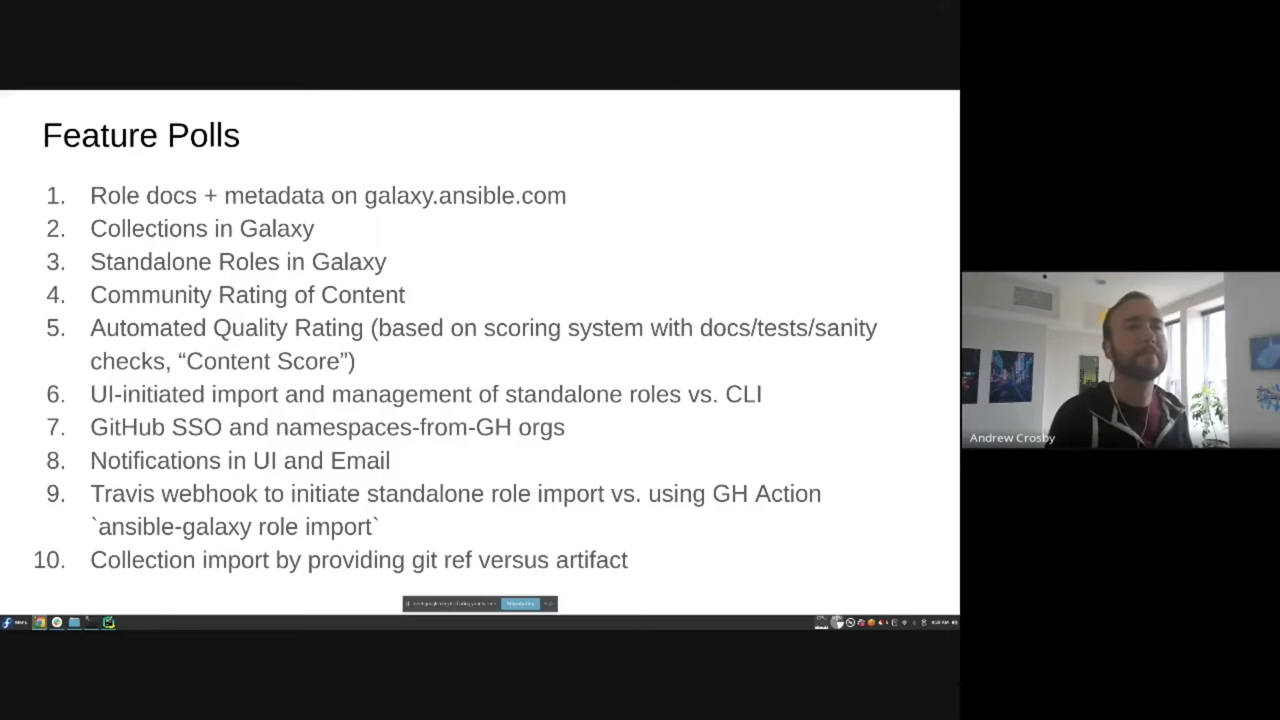 Feature Polls
1. Role docs + metadata on galaxy.ansible.com
2. Collections in Galaxy
3. Standalone Roles in Galaxy
4. Community Rating of Content
5. Automated Quality Rating (based on scoring system with docs/tests/sanity
checks, “Content Score”)
6. UI-initiated import and management of standalone roles vs. CLI
7. GitHub SSO and namespaces-from-GH orgs
8. Notifications in UI and Email
9. Travis webhook to initiate standalone role import vs. using GH Action
`ansible-galaxy role import`
10. Collection import by providing git ref versus artifact
Andrew Crosby